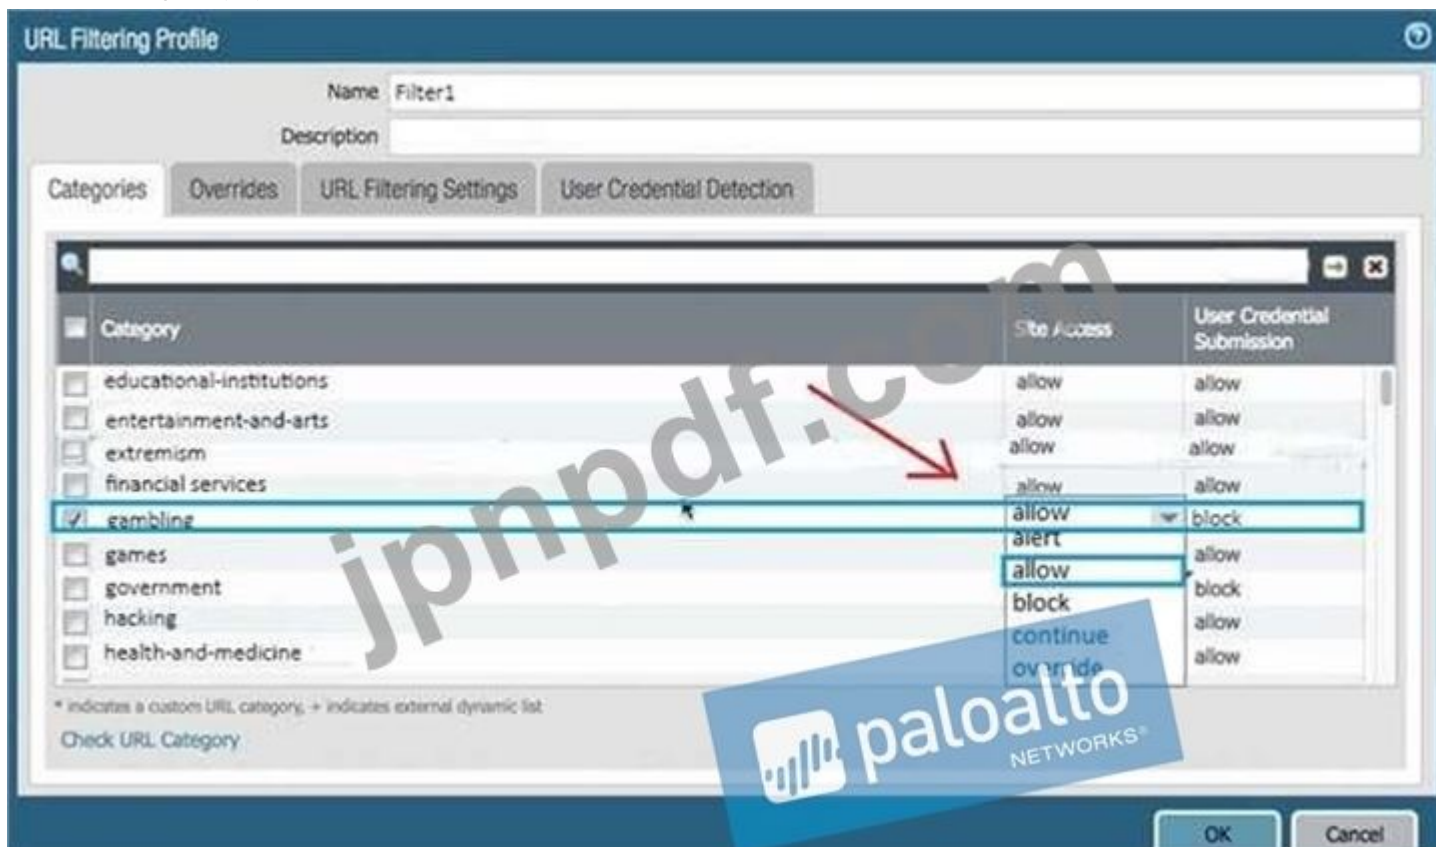 URL Filtering Profile
Name Filter1
Description
Categories Overrides URL Filtering Settings User Credential Detection
Category Site Access User Credential Submission
educational-institutions allow allow
entertainment-and-arts allow allow
extremism allow allow
financial services allow allow
gambling allow block
alert
games allow
allow
government block
block
hacking allow
continue
health-and-medicine allow
override
* indicates a custom URL category, + indicates external dynamic list
Check URL Category
jpnpdf.com
paloalto
NETWORKS®
OK Cancel